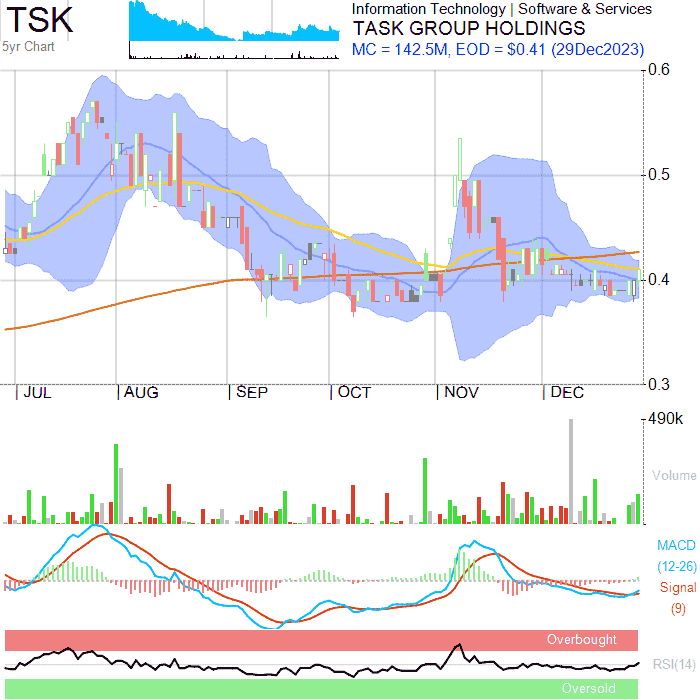 TSK
5yr Chart
Information Technology | Software & Services
TASK GROUP HOLDINGS
MC = 142.5M, EOD = $0.41 (29Dec2023)
0.6
0.5
0.4
0.3
JUL AUG SEP OCT NOV DEC
490k
Volume
MACD
(12-26)
Signal
(9)
Overbought
RSI(14)
Oversold